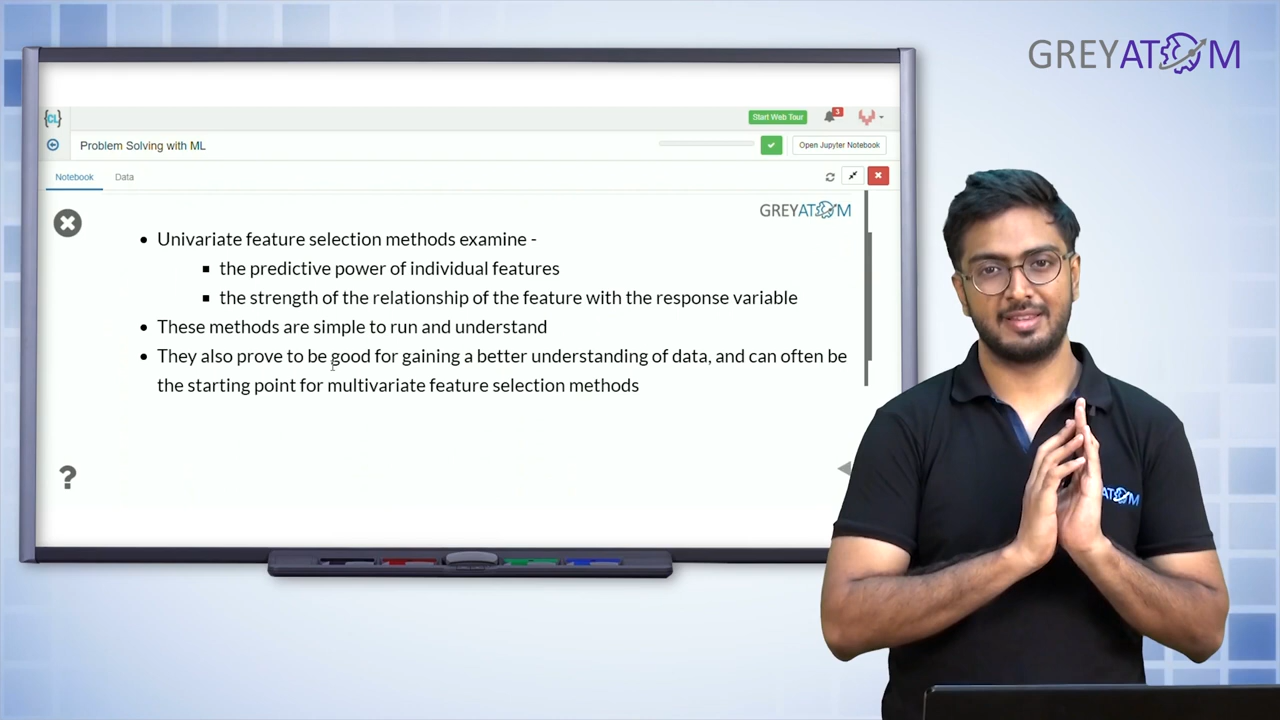 GREYATOM
{CL}
Start Web Tour
3
Problem Solving with ML
Open Jupyter Notebook
Notebook
Data
GREYATOM
• Univariate feature selection methods examine -
▪ the predictive power of individual features
▪ the strength of the relationship of the feature with the response variable
• These methods are simple to run and understand
• They also prove to be good for gaining a better understanding of data, and can often be
the starting point for multivariate feature selection methods
?
ATOM